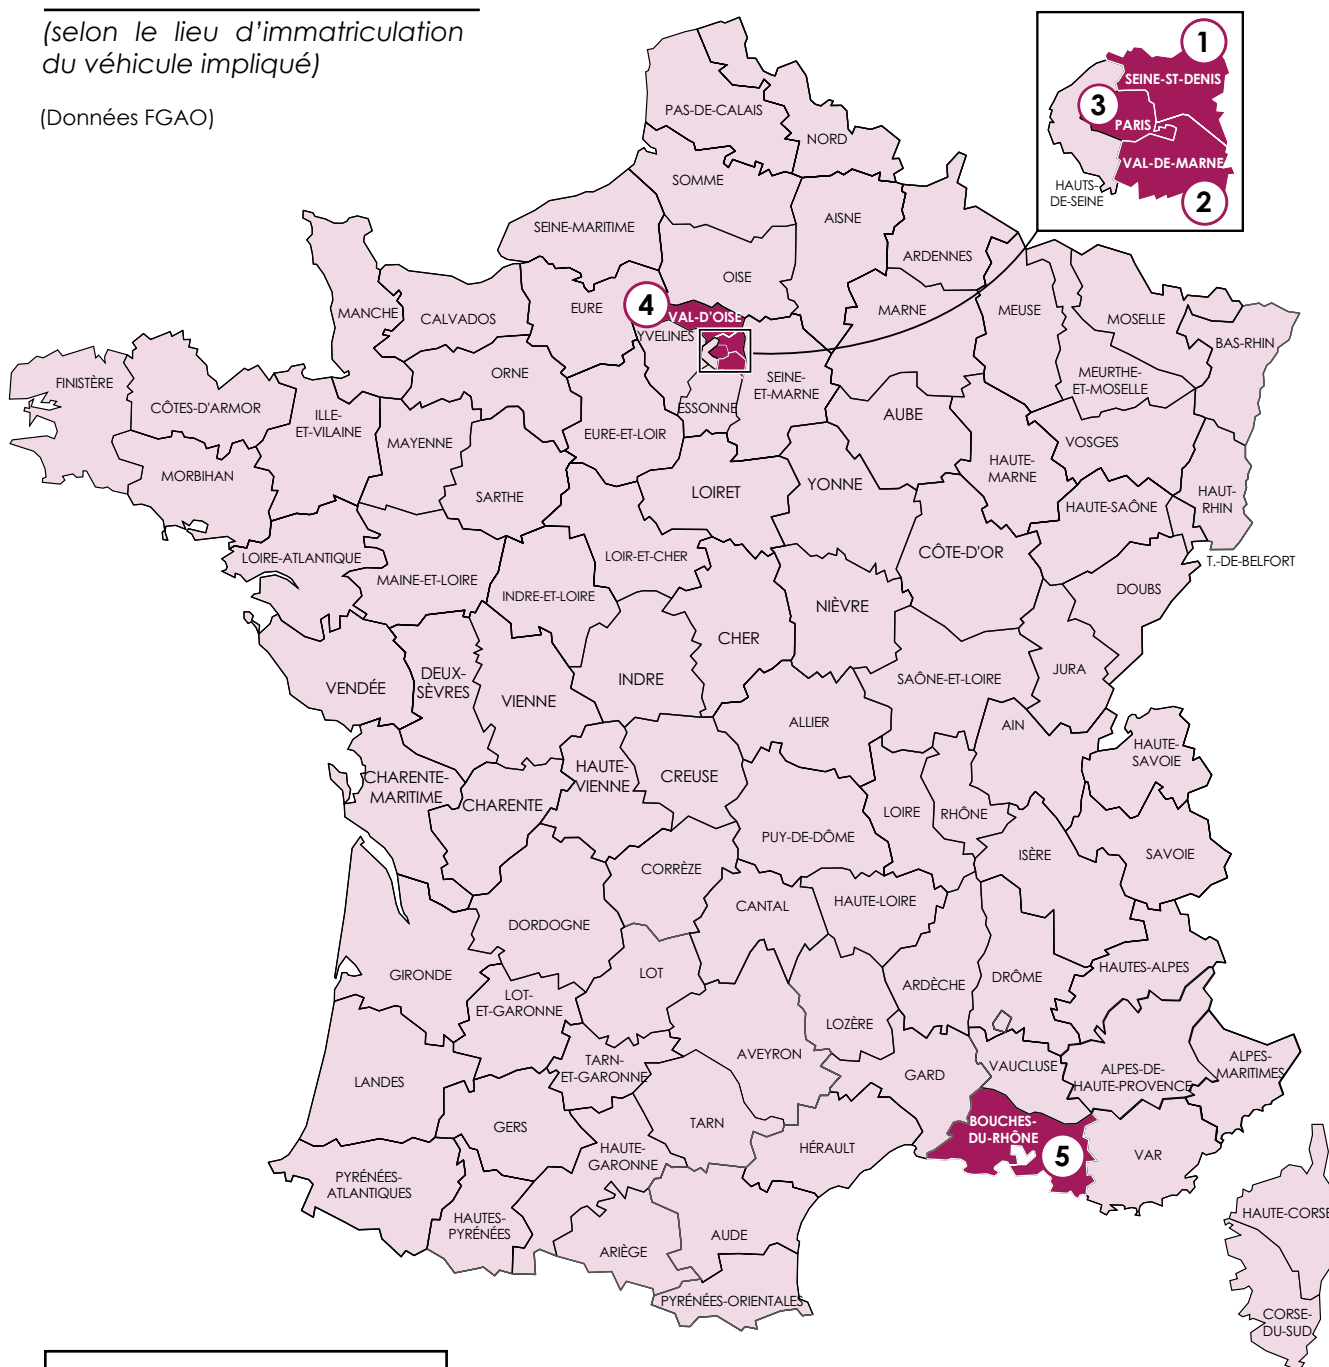 (selon le lieu d'immatriculation
du véhicule impliqué)
(Données FGAO)
1
SEINE-ST-DENIS
3
PARIS
VAL-DE-MARNE
HAUTS-
DE-SEINE
2
PAS-DE-CALAIS
NORD
SOMME
SEINE-MARITIME
AISNE
ARDENNES
OISE
MANCHE
CALVADOS
EURE
4
VAL-D'OISE
YVELINES
MARNE
MEUSE
MOSELLE
BAS-RHIN
MEURTHE-
ET-MOSELLE
FINISTÈRE
CÔTES-D'ARMOR
ILLE-
ET-VILAINE
ORNE
MAYENNE
EURE-ET-LOIR
ESSONNE
SEINE-
ET-MARNE
AUBE
HAUTE-
MARNE
VOSGES
HAUT-
RHIN
MORBIHAN
SARTHE
LOIRET
YONNE
HAUTE-SAÔNE
T.-DE-BELFORT
LOIRE-ATLANTIQUE
MAINE-ET-LOIRE
INDRE-ET-LOIRE
LOIR-ET-CHER
CÔTE-D'OR
DOUBS
CHER
NIÈVRE
VENDÉE
DEUX-
SÈVRES
VIENNE
INDRE
SAÔNE-ET-LOIRE
JURA
ALLIER
AIN
HAUTE-
SAVOIE
CHARENTE-
MARITIME
CHARENTE
HAUTE-
VIENNE
CREUSE
PUY-DE-DÔME
LOIRE
RHÔNE
ISÈRE
SAVOIE
CORRÈZE
CANTAL
HAUTE-LOIRE
DORDOGNE
GIRONDE
LOT
LOT-
ET-GARONNE
LOZÈRE
ARDÈCHE
DRÔME
HAUTES-ALPES
LANDES
TARN-
ET-GARONNE
AVEYRON
GARD
VAUCLUSE
ALPES-DE-
HAUTE-PROVENCE
ALPES-
MARITIMES
GERS
TARN
HAUTE-
GARONNE
HÉRAULT
BOUCHES-
DU-RHÔNE
5
VAR
PYRÉNÉES-
ATLANTIQUES
HAUTES-
PYRÉNÉES
ARIÈGE
AUDE
PYRÉNÉES-ORIENTALES
HAUTE-CORSE
CORSE-
DU-SUD